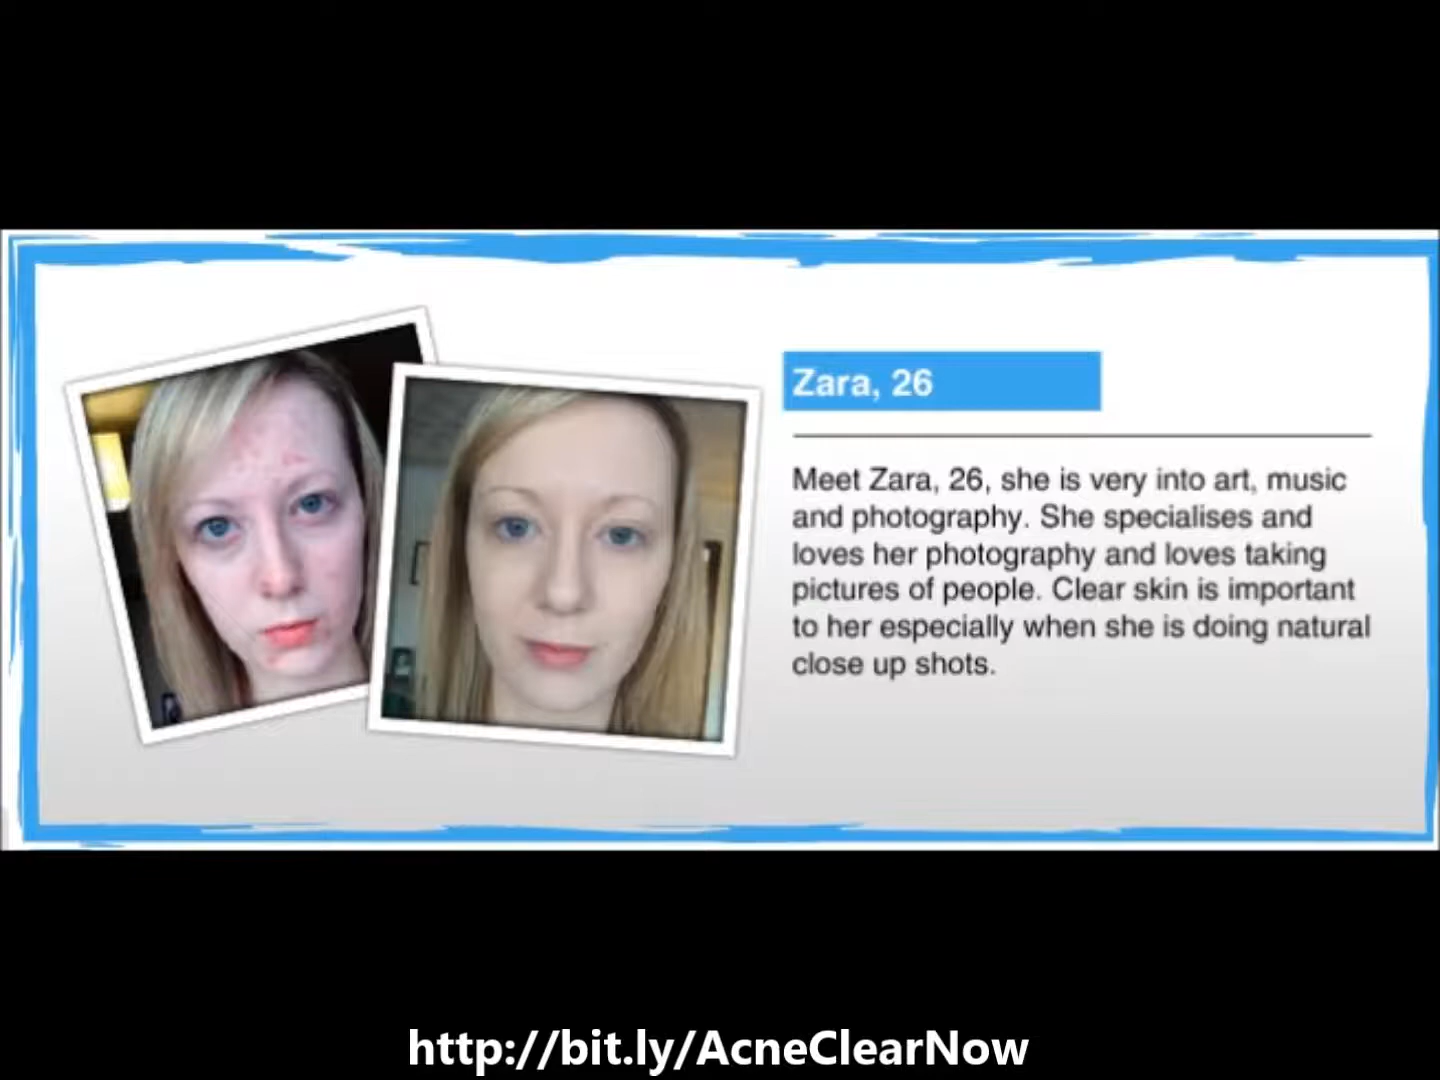 Zara, 26
Meet Zara, 26, she is very into art, music
and photography. She specialises and
loves her photography and loves taking
pictures of people. Clear skin is important
to her especially when she is doing natural
close up shots.
http://bit.ly/AcneClearNow